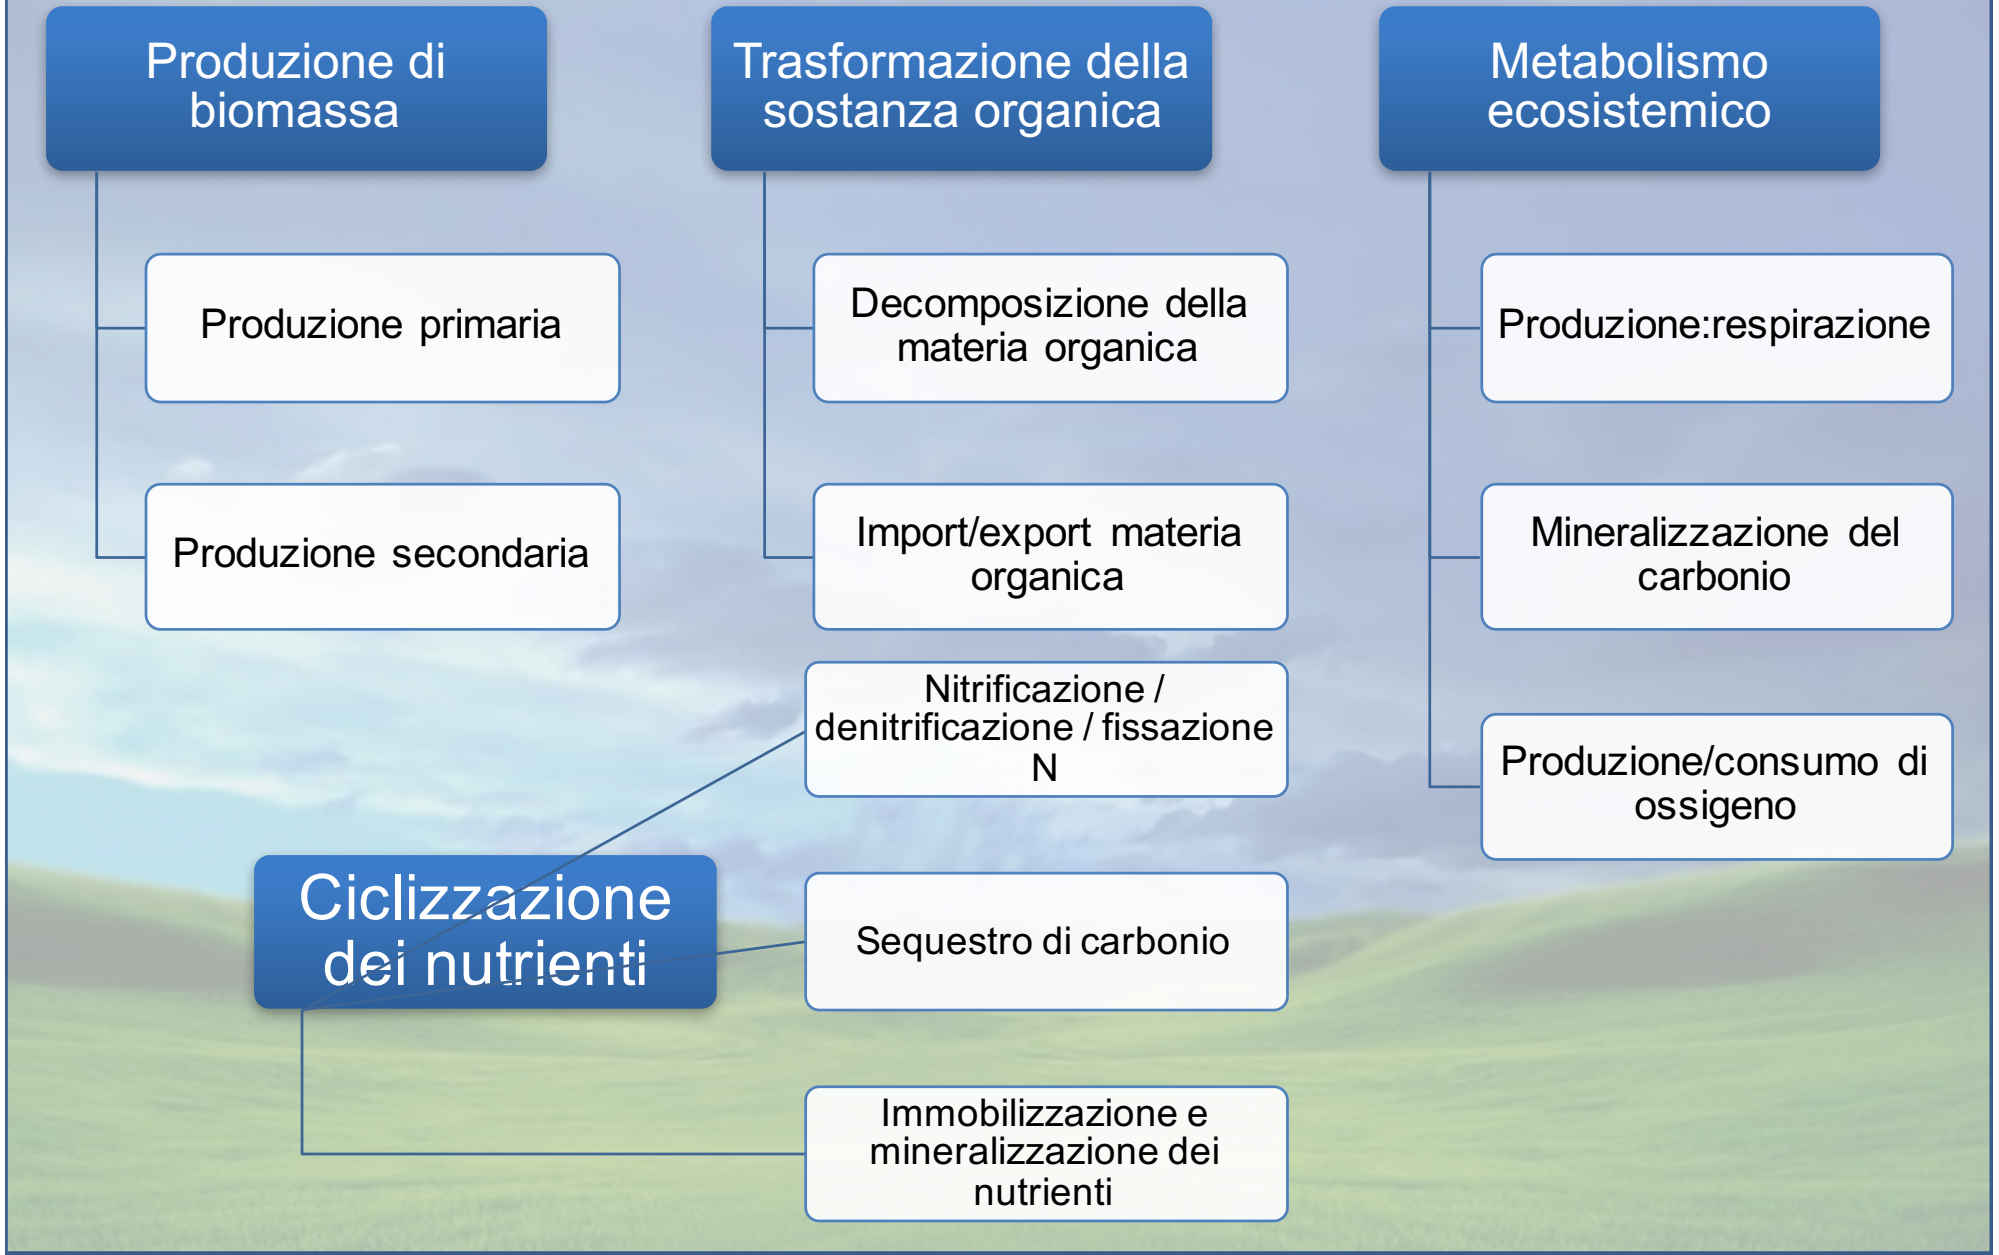 Produzione di
biomassa
Produzione primaria
Produzione secondaria
Trasformazione della
sostanza organica
Decomposizione della
materia organica
Import/export materia
organica
Metabolismo
ecosistemico
Produzione:respirazione
Mineralizzazione del
carbonio
Produzione/consumo di
ossigeno
Ciclizzazione
dei nutrienti
Nitrificazione /
denitrificazione / fissazione
N
Sequestro di carbonio
Immobilizzazione e
mineralizzazione dei
nutrienti